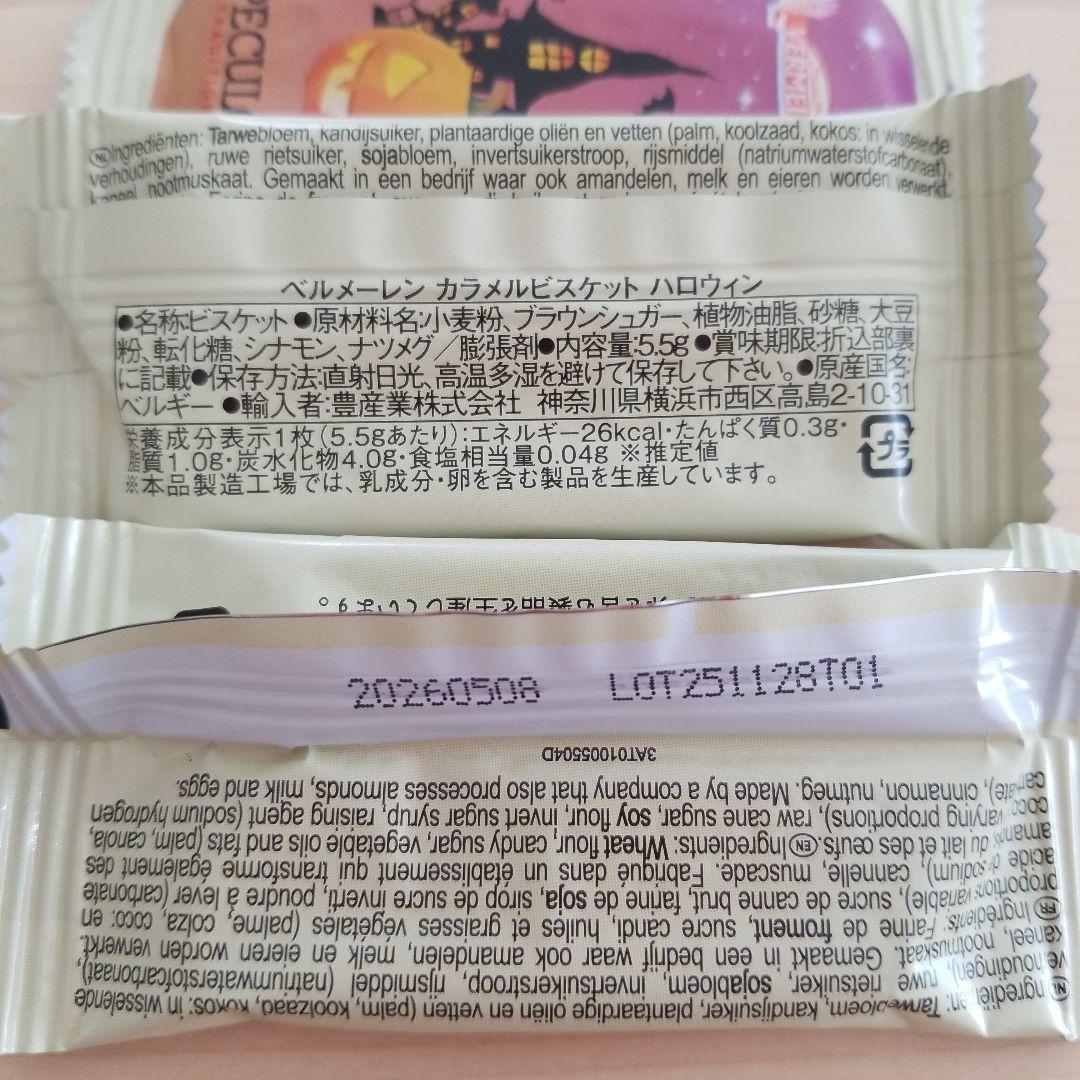 SPECUL
VERMEI
NL Ingrediënten: Tarwebloem, kandijsuiker, plantaardige oliën en vetten (palm, koolzaad, kokos: in wisselende
verhoudingen), ruwe rietsuiker, sojabloem, invertsuikerstroop, rijsmiddel (natriumwaterstofcarbonaat),
kaneel, nootmuskaat. Gemaakt in een bedrijf waar ook amandelen, melk en eieren worden verwerkt.
ベルメーレン カラメルビスケット ハロウィン
●名称:ビスケット ●原材料名:小麦粉、ブラウンシュガー、植物油脂、砂糖、大豆
粉、転化糖、シナモン、ナツメグ/膨張剤●内容量:5.5g ●賞味期限:折込部裏
に記載●保存方法:直射日光、高温多湿を避けて保存して下さい。●原産国名:
ベルギー ●輸入者:豊産業株式会社 神奈川県横浜市西区高島2-10-31
栄養成分表示1枚(5.5gあたり):エネルギー26kcal・たんぱく質0.3g・
脂質1.0g・炭水化物4.0g・食塩相当量0.04g ※推定値
※本品製造工場では、乳成分・卵を含む製品を生産しています。
プラ
を含む製品を生産しています。
20260508 LOT251128T01
3AT01005504D
NL Ingrediënten: Tarwebloem, kandijsuiker, plantaardige oliën en vetten (palm, koolzaad, kokos: in wisselende
verhoudingen), ruwe rietsuiker, sojabloem, invertsuikerstroop, rijsmiddel (natriumwaterstofcarbonaat),
kaneel, nootmuskaat. Gemaakt in een bedrijf waar ook amandelen, melk en eieren worden verwerkt.
FR Ingrédients: Farine de froment, sucre candi, huiles et graisses végétales (palme, colza, coco: en
proportions variable), sucre de canne brut, farine de soja, sirop de sucre inverti, poudre à lever (carbonate
acide de sodium), cannelle, muscade. Fabriqué dans un établissement qui transforme également des
amandes, du lait et des œufs. EN Ingredients: Wheat flour, candy sugar, vegetable oils and fats (palm, canola,
coco: varying proportions), raw cane sugar, soy flour, invert sugar syrup, raising agent (sodium hydrogen
carbonate), cinnamon, nutmeg. Made by a company that also processes almonds, milk and eggs.